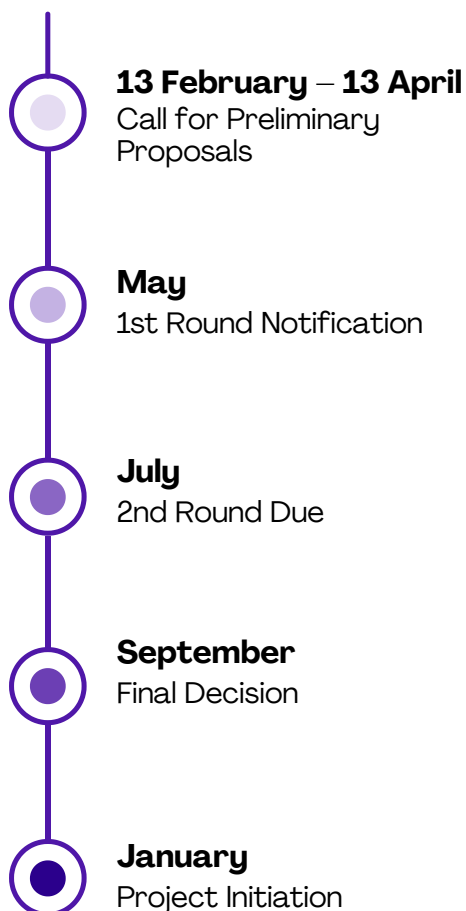 13 February – 13 April
Call for Preliminary
Proposals
May
1st Round Notification
July
2nd Round Due
September
Final Decision
January
Project Initiation